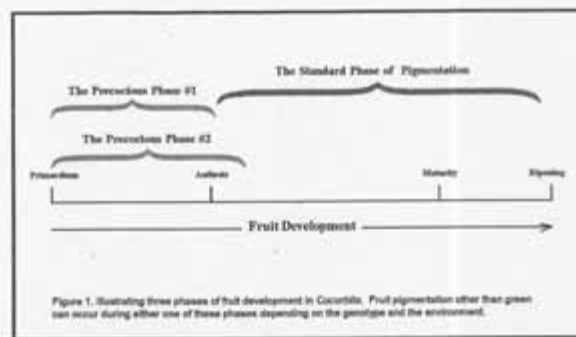 The Standard Phase of Pigmentation
The Precocious Phase #1
The Precocious Phase #2
Primordium Anthesis Maturity Ripening
Fruit Development
Figure 1. Illustrating three phases of fruit development in Cucurbita. Fruit pigmentation other than green
can occur during either one of these phases depending on the genotype and the environment.